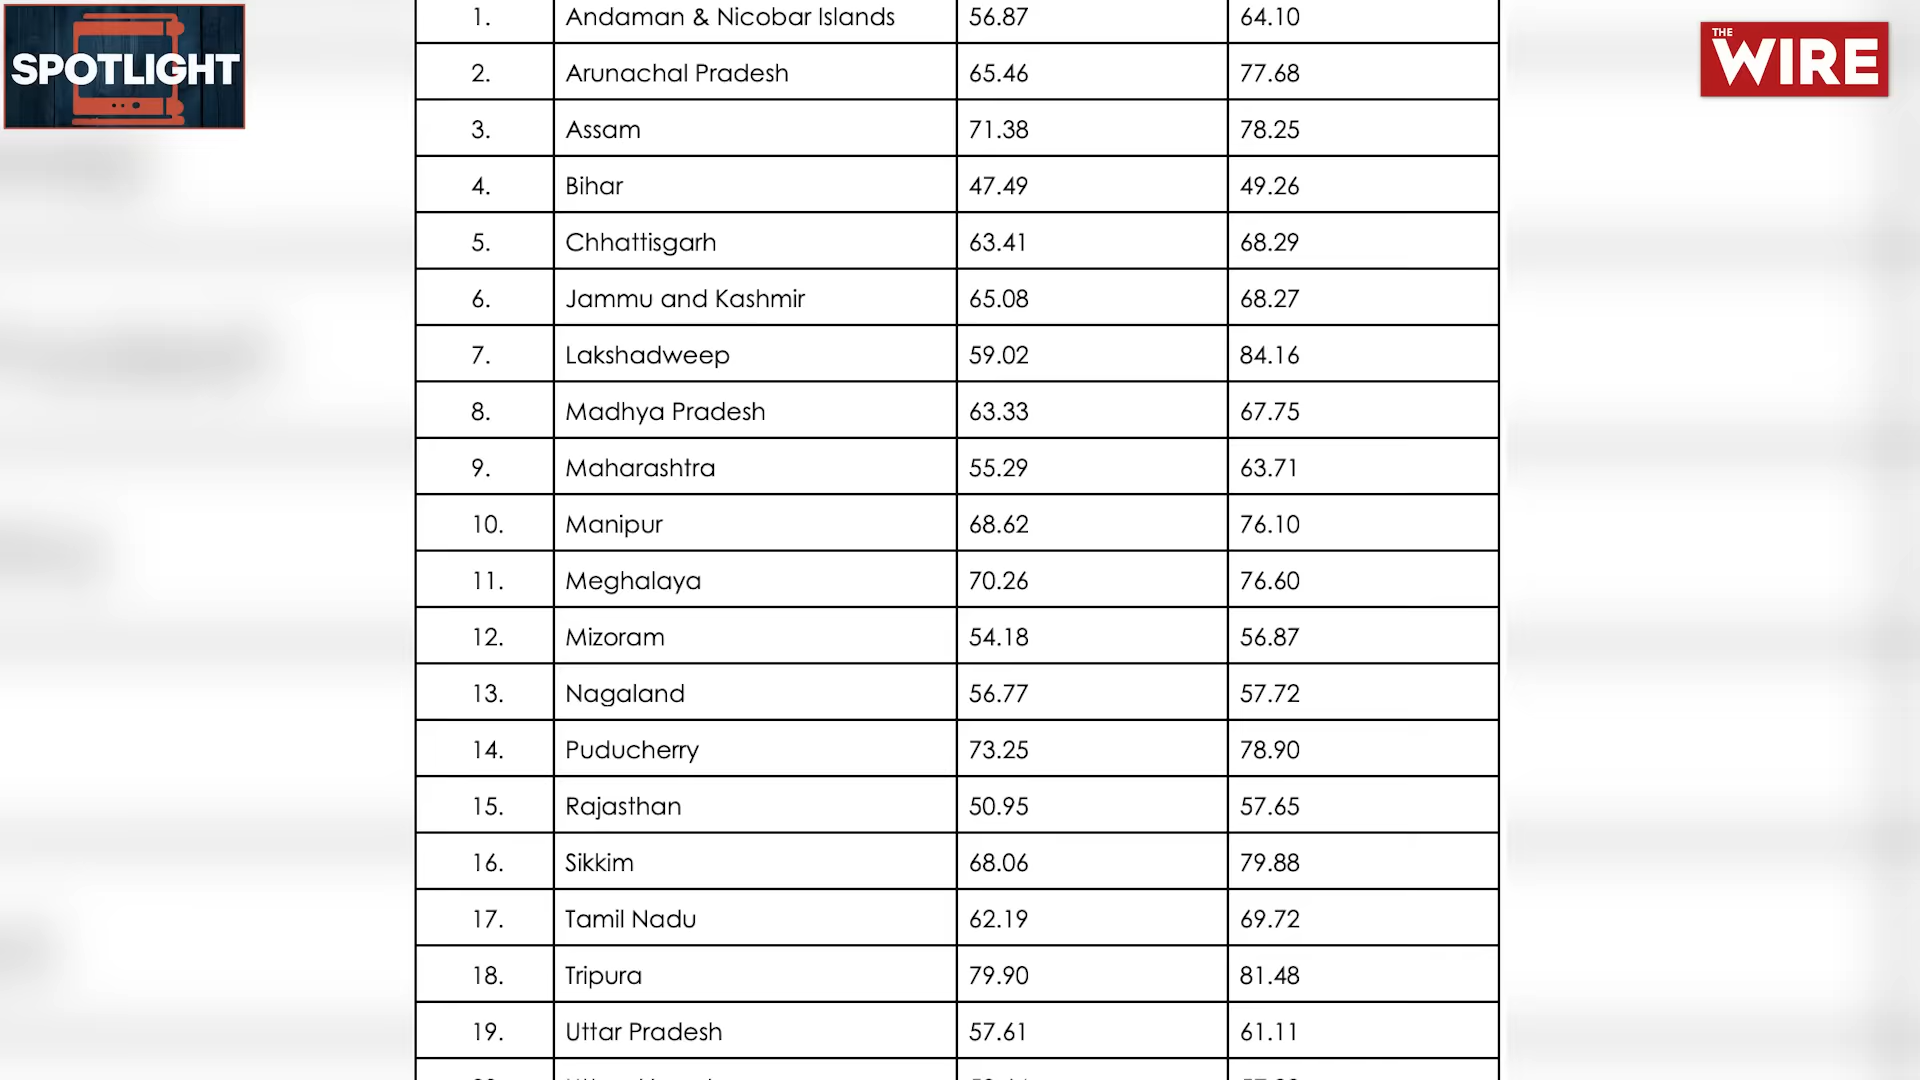 SPOTLIGHT
THE
WIRE
1. Andaman & Nicobar Islands 56.87 64.10
2. Arunachal Pradesh 65.46 77.68
3. Assam 71.38 78.25
4. Bihar 47.49 49.26
5. Chhattisgarh 63.41 68.29
6. Jammu and Kashmir 65.08 68.27
7. Lakshadweep 59.02 84.16
8. Madhya Pradesh 63.33 67.75
9. Maharashtra 55.29 63.71
10. Manipur 68.62 76.10
11. Meghalaya 70.26 76.60
12. Mizoram 54.18 56.87
13. Nagaland 56.77 57.72
14. Puducherry 73.25 78.90
15. Rajasthan 50.95 57.65
16. Sikkim 68.06 79.88
17. Tamil Nadu 62.19 69.72
18. Tripura 79.90 81.48
19. Uttar Pradesh 57.61 61.11